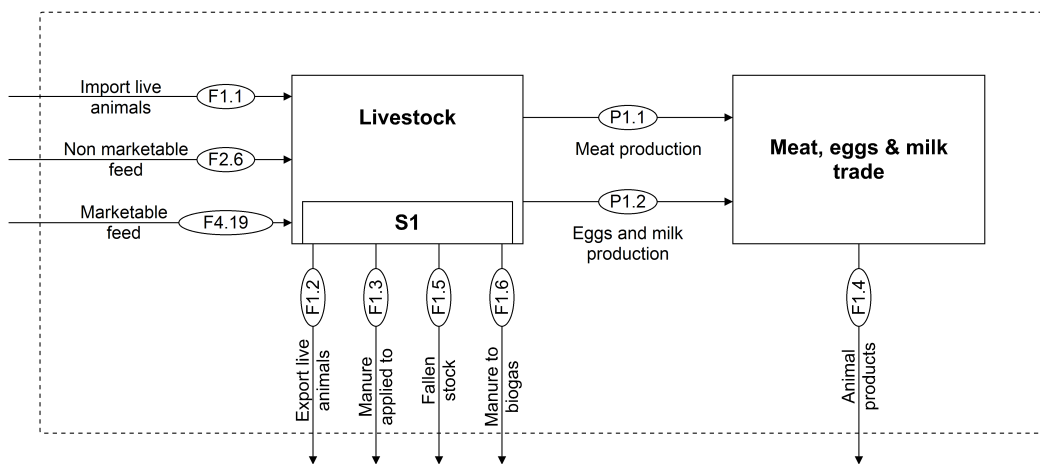 Import live
animals
F1.1
Livestock
P1.1
Meat production
Meat, eggs & milk
trade
Non marketable
feed
F2.6
Marketable
feed
F4.19
S1
P1.2
Eggs and milk
production
F1.2
F1.3
F1.5
F1.6
F1.4
Export live
animals
Manure
applied to
Fallen
stock
Manure to
biogas
Animal
products